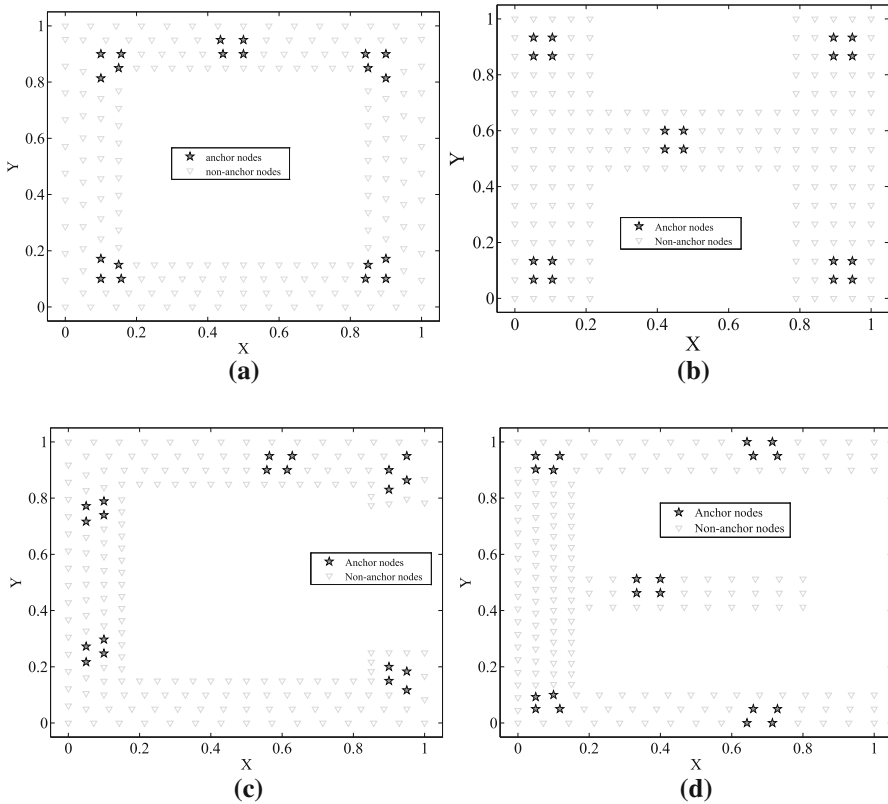 1
0.8
0.6
0.4
0.2
0
Y
anchor nodes
non-anchor nodes
0 0.2 0.4 0.6 0.8 1
X
(a)
1
0.8
0.6
0.4
0.2
0
Y
Anchor nodes
Non-anchor nodes
0 0.2 0.4 0.6 0.8 1
X
(b)
1
0.8
0.6
0.4
0.2
0
Y
Anchor nodes
Non-anchor nodes
0 0.2 0.4 0.6 0.8 1
X
(c)
1
0.8
0.6
0.4
0.2
0
Y
Anchor nodes
Non-anchor nodes
0 0.2 0.4 0.6 0.8 1
X
(d)